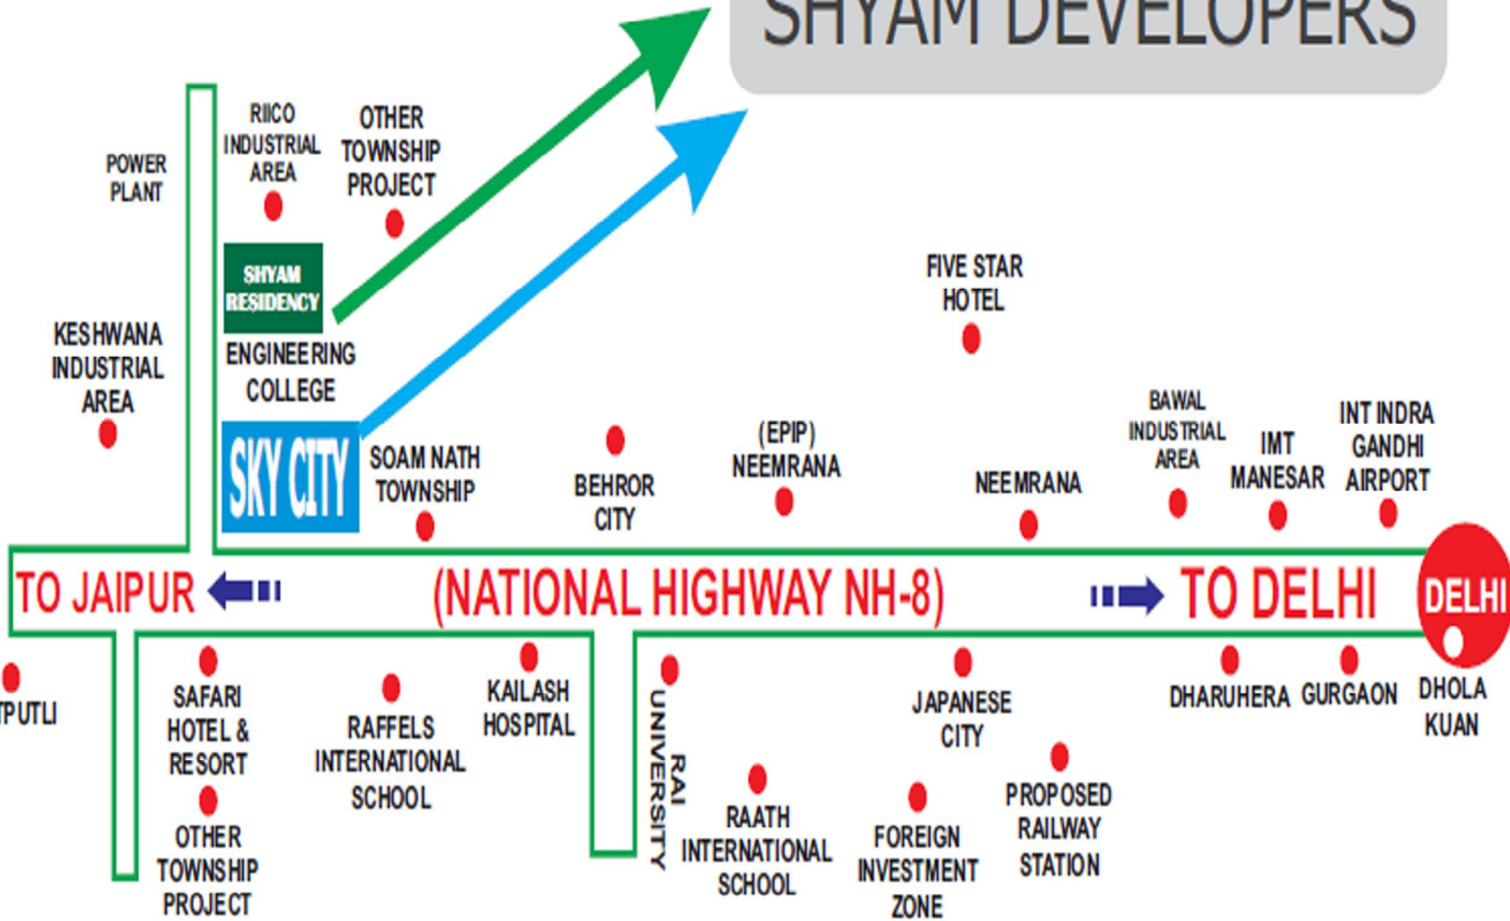 SHYAM DEVELOPERS
RIICO
INDUSTRIAL
AREA
OTHER
TOWNSHIP
PROJECT
POWER
PLANT
SHYAM
RESIDENCY
FIVE STAR
HOTEL
KESHWANA
INDUSTRIAL
AREA
ENGINEERING
COLLEGE
SKY CITY
SOAM NATH
TOWNSHIP
BEHROR
CITY
(EPIP)
NEEMRANA
NEEMRANA
BAWAL
INDUSTRIAL
AREA
IMT
MANESAR
INT INDRA
GANDHI
AIRPORT
TO JAIPUR
(NATIONAL HIGHWAY NH-8)
TO DELHI
DELHI
TPUTLI
SAFARI
HOTEL &
RESORT
OTHER
TOWNSHIP
PROJECT
RAFFELS
INTERNATIONAL
SCHOOL
KAILASH
HOSPITAL
RAI
UNIVERSITY
RAATH
INTERNATIONAL
SCHOOL
JAPANESE
CITY
FOREIGN
INVESTMENT
ZONE
PROPOSED
RAILWAY
STATION
DHARUHERA
GURGAON
DHOLA
KUAN